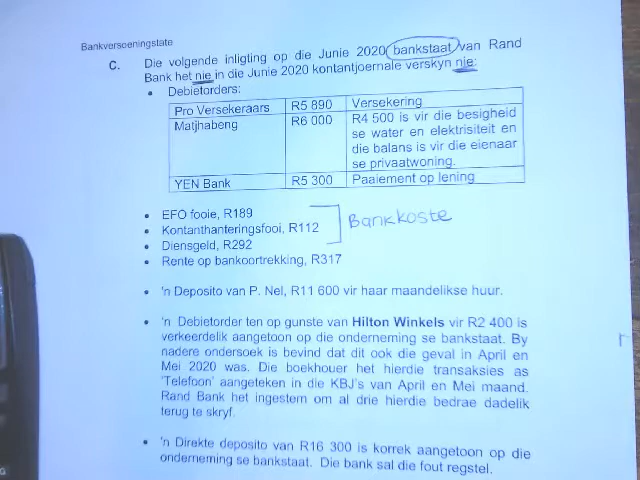 Bankversoeningstate
C. Die volgende inligting op die Junie 2020 bankstaat van Rand
Bank het nie in die Junie 2020 kontantjoernale verskyn nie:
• Debietorders:
Pro Versekeraars R5 890 Versekering
Matjhabeng R6 000 R4 500 is vir die besigheid
se water en elektrisiteit en
die balans is vir die eienaar
se privaatwoning.
YEN Bank R5 300 Paaiement op lening
• EFO fooie, R189
• Kontanthanteringsfooi, R112
Bankkoste
• Diensgeld, R292
• Rente op bankoortrekking, R317
• 'n Deposito van P. Nel, R11 600 vir haar maandelikse huur.
• 'n Debietorder ten op gunste van Hilton Winkels vir R2 400 is
verkeerdelik aangetoon op die onderneming se bankstaat. By
nadere ondersoek is bevind dat dit ook die geval in April en
Mei 2020 was. Die boekhouer het hierdie transaksies as
'Telefoon' aangeteken in die KBJ's van April en Mei maand.
Rand Bank het ingestem om al drie hierdie bedrae dadelik
terug te skryf.
• 'n Direkte deposito van R16 300 is korrek aangetoon op die
onderneming se bankstaat. Die bank sal die fout regstel.